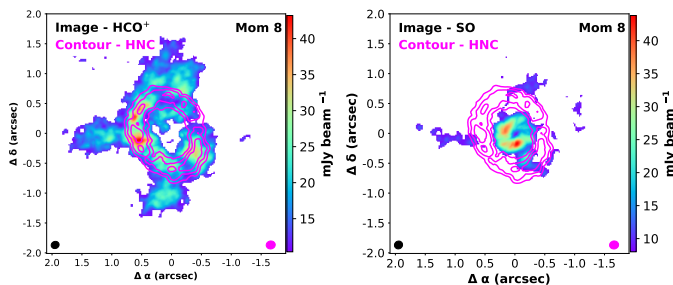 Image - HCO⁺ Mom 8
Contour - HNC
2.0
1.5
1.0
0.5
0
-0.5
-1.0
-1.5
-2.0
Δ δ (arcsec)
2.0 1.5 1.0 0.5 0 -0.5 -1.0 -1.5
Δ α (arcsec)
40
35
30
25
20
15
mJy beam ⁻¹
Image - SO Mom 8
Contour - HNC
2.0
1.5
1.0
0.5
0
-0.5
-1.0
-1.5
-2.0
Δ δ (arcsec)
2.0 1.5 1.0 0.5 0 -0.5 -1.0 -1.5
Δ α (arcsec)
40
35
30
25
20
15
10
mJy beam ⁻¹